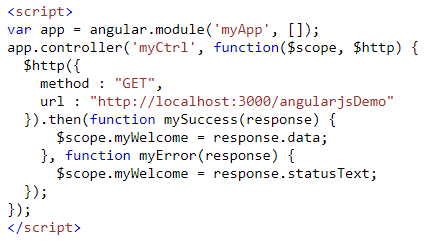 <script>
var app = angular.module('myApp', []);
app.controller('myCtrl', function($scope, $http) {
  $http({
    method : "GET",
    url : "http://localhost:3000/angularjsDemo"
  }).then(function mySuccess(response) {
      $scope.myWelcome = response.data;
    }, function myError(response) {
      $scope.myWelcome = response.statusText;
  });
});
</script>